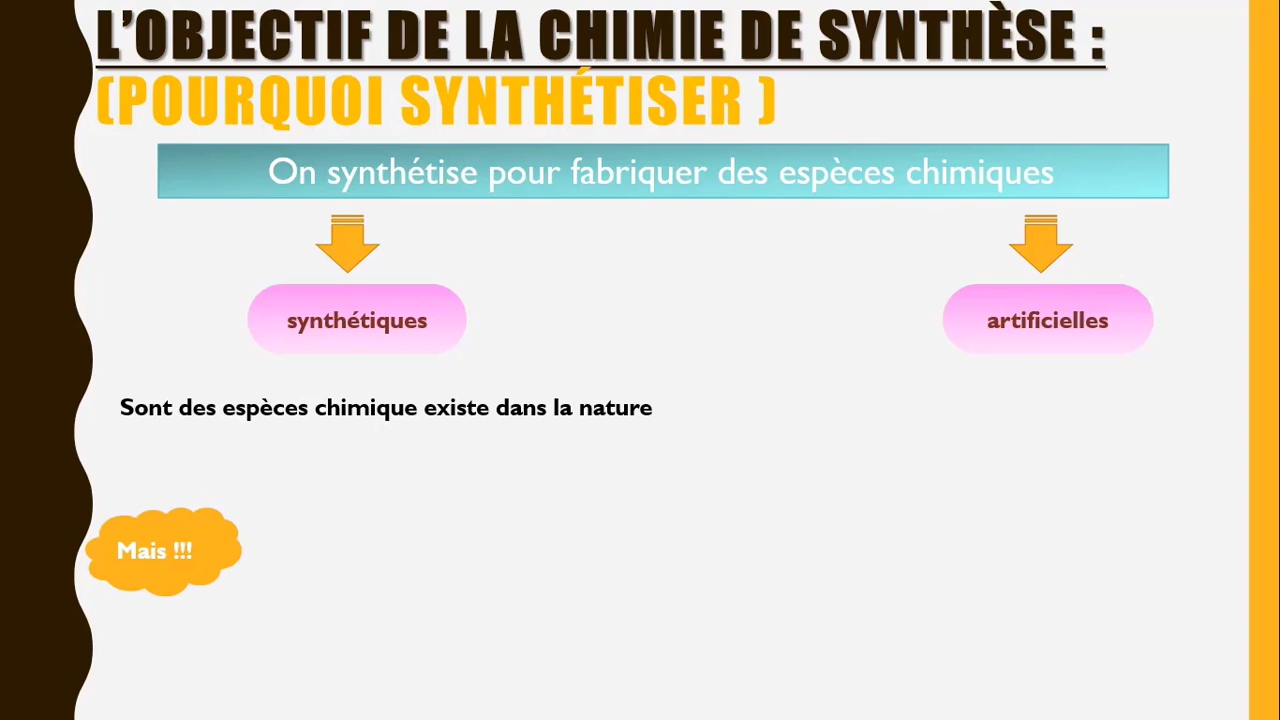 L'OBJECTIF DE LA CHIMIE DE SYNTHÈSE :
(POURQUOI SYNTHÉTISER )
On synthétise pour fabriquer des espèces chimiques
synthétiques
artificielles
Sont des espèces chimique existe dans la nature
Mais !!!